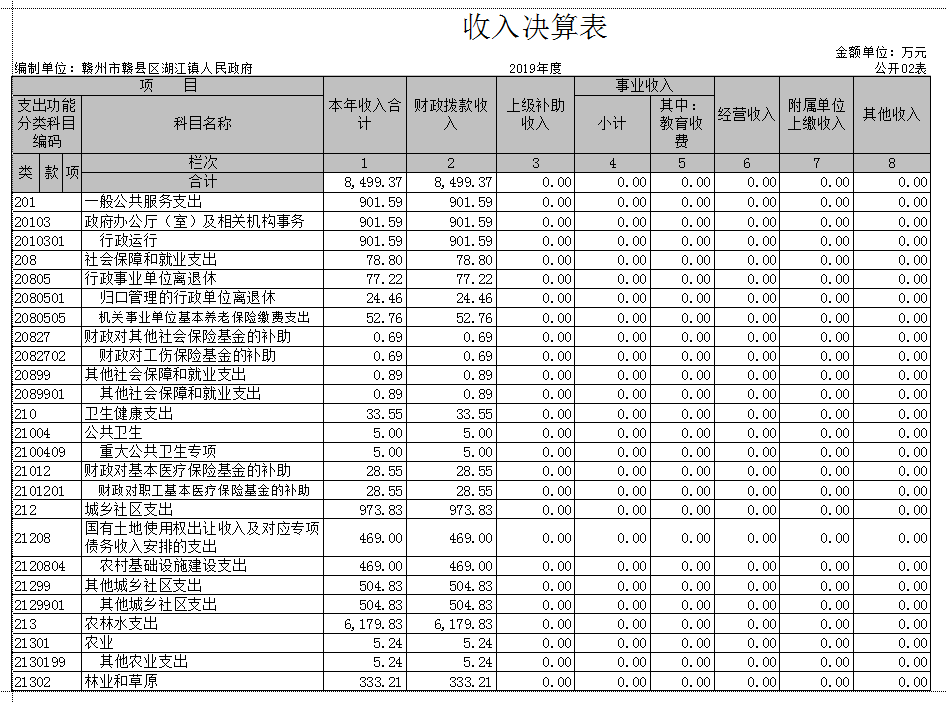 收入决算表
金额单位：万元
编制单位：赣州市赣县区湖江镇人民政府 2019年度 公开02表
项 目 本年收入合计 财政拨款收入 上级补助收入 事业收入 经营收入 附属单位上缴收入 其他收入
支出功能分类科目编码 科目名称 小计 其中：教育收费
类 款 项 栏次 1 2 3 4 5 6 7 8
合计 8,499.37 8,499.37 0.00 0.00 0.00 0.00 0.00 0.00
201 一般公共服务支出 901.59 901.59 0.00 0.00 0.00 0.00 0.00 0.00
20103 政府办公厅（室）及相关机构事务 901.59 901.59 0.00 0.00 0.00 0.00 0.00 0.00
2010301 行政运行 901.59 901.59 0.00 0.00 0.00 0.00 0.00 0.00
208 社会保障和就业支出 78.80 78.80 0.00 0.00 0.00 0.00 0.00 0.00
20805 行政事业单位离退休 77.22 77.22 0.00 0.00 0.00 0.00 0.00 0.00
2080501 归口管理的行政单位离退休 24.46 24.46 0.00 0.00 0.00 0.00 0.00 0.00
2080505 机关事业单位基本养老保险缴费支出 52.76 52.76 0.00 0.00 0.00 0.00 0.00 0.00
20827 财政对其他社会保险基金的补助 0.69 0.69 0.00 0.00 0.00 0.00 0.00 0.00
2082702 财政对工伤保险基金的补助 0.69 0.69 0.00 0.00 0.00 0.00 0.00 0.00
20899 其他社会保障和就业支出 0.89 0.89 0.00 0.00 0.00 0.00 0.00 0.00
2089901 其他社会保障和就业支出 0.89 0.89 0.00 0.00 0.00 0.00 0.00 0.00
210 卫生健康支出 33.55 33.55 0.00 0.00 0.00 0.00 0.00 0.00
21004 公共卫生 5.00 5.00 0.00 0.00 0.00 0.00 0.00 0.00
2100409 重大公共卫生专项 5.00 5.00 0.00 0.00 0.00 0.00 0.00 0.00
21012 财政对基本医疗保险基金的补助 28.55 28.55 0.00 0.00 0.00 0.00 0.00 0.00
2101201 财政对职工基本医疗保险基金的补助 28.55 28.55 0.00 0.00 0.00 0.00 0.00 0.00
212 城乡社区支出 973.83 973.83 0.00 0.00 0.00 0.00 0.00 0.00
21208 国有土地使用权出让收入及对应专项债务收入安排的支出 469.00 469.00 0.00 0.00 0.00 0.00 0.00 0.00
2120804 农村基础设施建设支出 469.00 469.00 0.00 0.00 0.00 0.00 0.00 0.00
21299 其他城乡社区支出 504.83 504.83 0.00 0.00 0.00 0.00 0.00 0.00
2129901 其他城乡社区支出 504.83 504.83 0.00 0.00 0.00 0.00 0.00 0.00
213 农林水支出 6,179.83 6,179.83 0.00 0.00 0.00 0.00 0.00 0.00
21301 农业 5.24 5.24 0.00 0.00 0.00 0.00 0.00 0.00
2130199 其他农业支出 5.24 5.24 0.00 0.00 0.00 0.00 0.00 0.00
21302 林业和草原 333.21 333.21 0.00 0.00 0.00 0.00 0.00 0.00